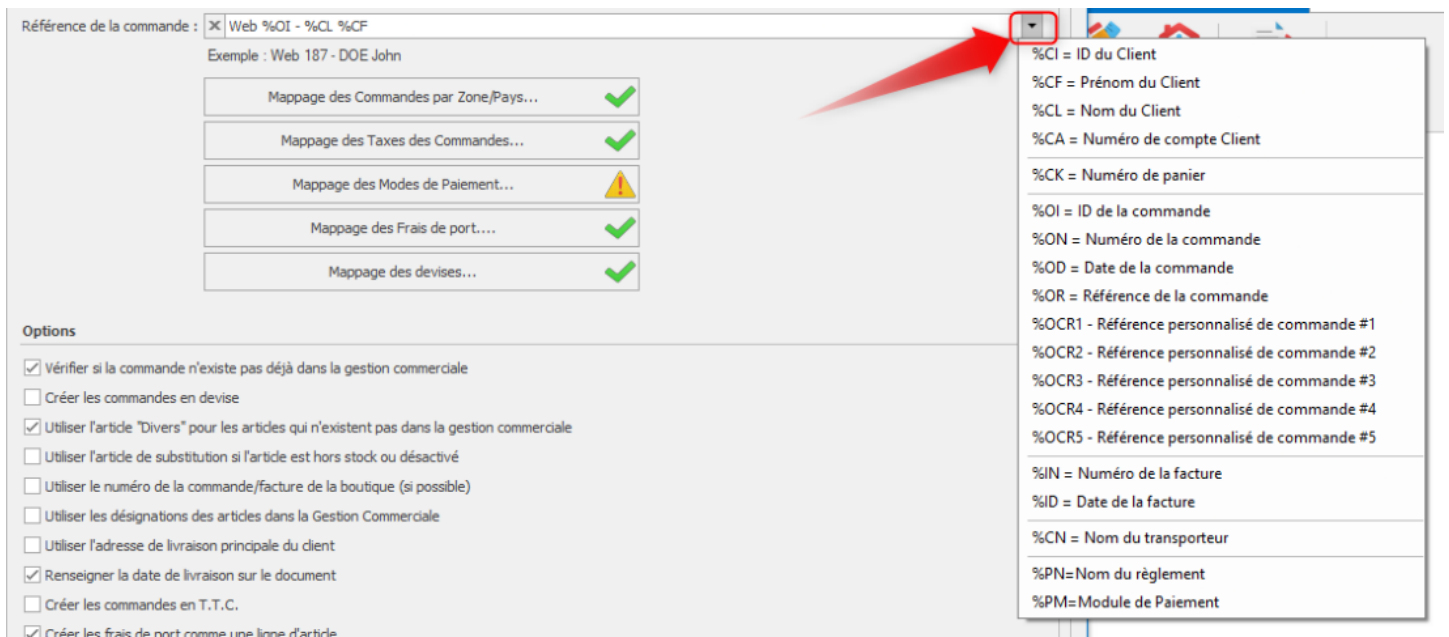 Référence de la commande : Web %OI - %CL %CF
Exemple : Web 187 - DOE John
Mappage des Commandes par Zone/Pays...
Mappage des Taxes des Commandes...
Mappage des Modes de Paiement...
Mappage des Frais de port....
Mappage des devises...
Options
Vérifier si la commande n'existe pas déjà dans la gestion commerciale
Créer les commandes en devise
Utiliser l'article "Divers" pour les articles qui n'existent pas dans la gestion commerciale
Utiliser l'article de substitution si l'article est hors stock ou désactivé
Utiliser le numéro de la commande/facture de la boutique (si possible)
Utiliser les désignations des articles dans la Gestion Commerciale
Utiliser l'adresse de livraison principale du client
Renseigner la date de livraison sur le document
Créer les commandes en T.T.C.
Créer les frais de port comme une ligne d'article
%CI = ID du Client
%CF = Prénom du Client
%CL = Nom du Client
%CA = Numéro de compte Client
%CK = Numéro de panier
%OI = ID de la commande
%ON = Numéro de la commande
%OD = Date de la commande
%OR = Référence de la commande
%OCR1 - Référence personnalisé de commande #1
%OCR2 - Référence personnalisé de commande #2
%OCR3 - Référence personnalisé de commande #3
%OCR4 - Référence personnalisé de commande #4
%OCR5 - Référence personnalisé de commande #5
%IN = Numéro de la facture
%ID = Date de la facture
%CN = Nom du transporteur
%PN=Nom du règlement
%PM=Module de Paiement